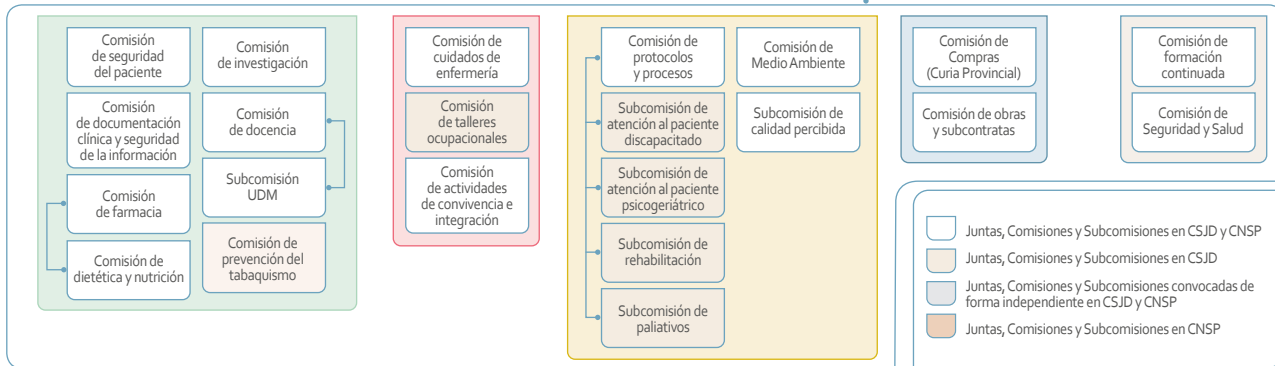 Comisión
de seguridad
del paciente
Comisión
de documentación
clínica y seguridad
de la información
Comisión
de farmacia
Comisión de
dietética y nutrición
Comisión
de investigación
Comisión
de docencia
Subcomisión
UDM
Comisión de
prevención del
tabaquismo
Comisión de
cuidados de
enfermería
Comisión
de talleres
ocupacionales
Comisión
de actividades
de convivencia e
integración
Comisión de
protocolos
y procesos
Subcomisión de
atención al paciente
discapacitado
Subcomisión de
atención al paciente
psicogeriátrico
Subcomisión de
rehabilitación
Subcomisión
de paliativos
Comisión de
Medio Ambiente
Subcomisión de
calidad percibida
Comisión de
Compras
(Curia Provincial)
Comisión de obras
y subcontratas
Comisión de
formación
continuada
Comisión de
Seguridad y Salud
Juntas, Comisiones y Subcomisiones en CSJD y CNSP
Juntas, Comisiones y Subcomisiones en CSJD
Juntas, Comisiones y Subcomisiones convocadas de
forma independiente en CSJD y CNSP
Juntas, Comisiones y Subcomisiones en CNSP